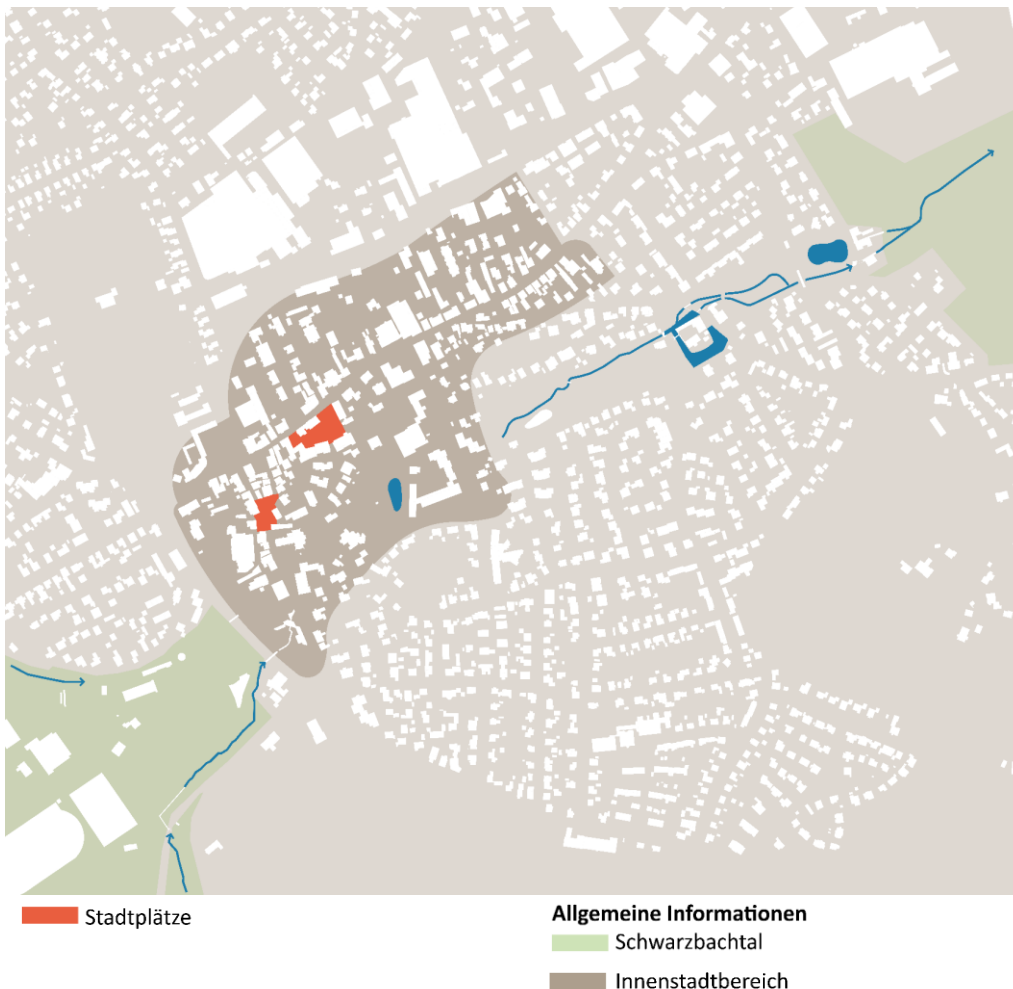 Stadtplätze
Allgemeine Informationen
Schwarzbachtal
Innenstadtbereich